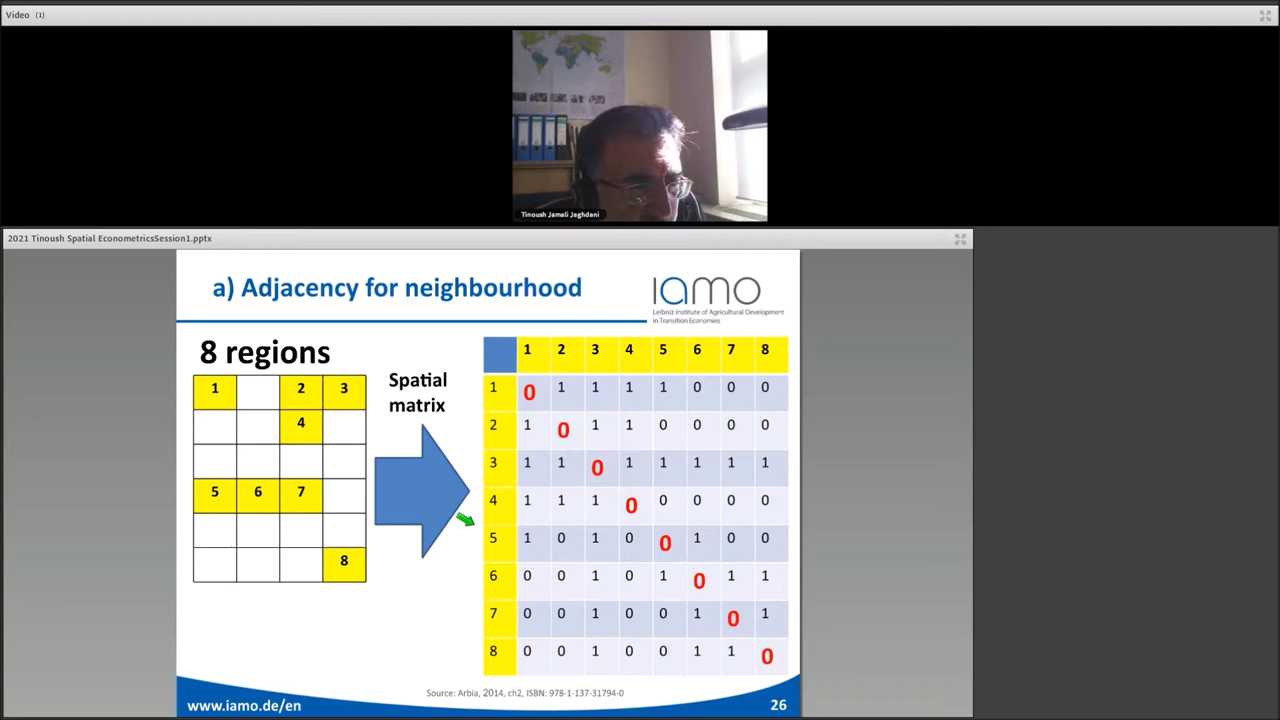 Video (1)
Tinoush Jamali Jaghdani
2021 Tinoush Spatial EconometricsSession1.pptx
a) Adjacency for neighbourhood
IAMO
Leibniz Institute of Agricultural Development
in Transition Economies
8 regions
1 2 3
4
5 6 7
8
Spatial
matrix
1 2 3 4 5 6 7 8
1 0 1 1 1 1 0 0 0
2 1 0 1 1 0 0 0 0
3 1 1 0 1 1 1 1 1
4 1 1 1 0 0 0 0 0
5 1 0 1 0 0 1 0 0
6 0 0 1 0 1 0 1 1
7 0 0 1 0 0 1 0 1
8 0 0 1 0 0 1 1 0
Source: Arbia, 2014, ch2, ISBN: 978-1-137-31794-0
www.iamo.de/en
26